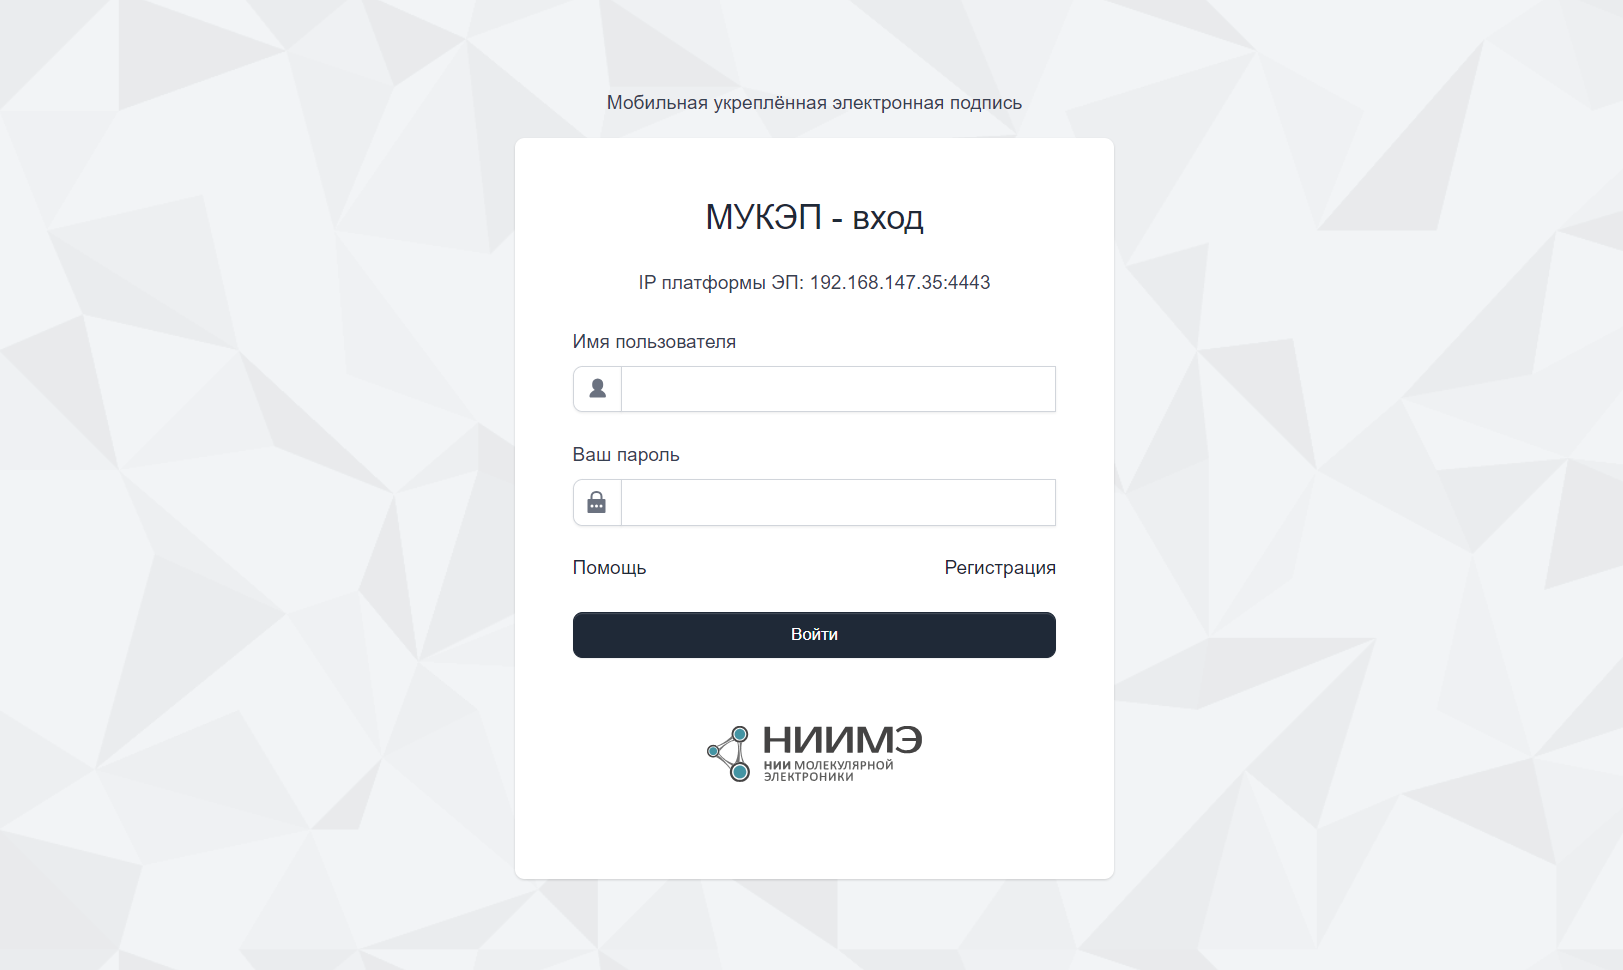 Мобильная укреплённая электронная подпись
МУКЭП - вход
IP платформы ЭП: 192.168.147.35:4443
Имя пользователя
Ваш пароль
Помощь
Регистрация
Войти
НИИМЭ
НИИ МОЛЕКУЛЯРНОЙ
ЭЛЕКТРОНИКИ